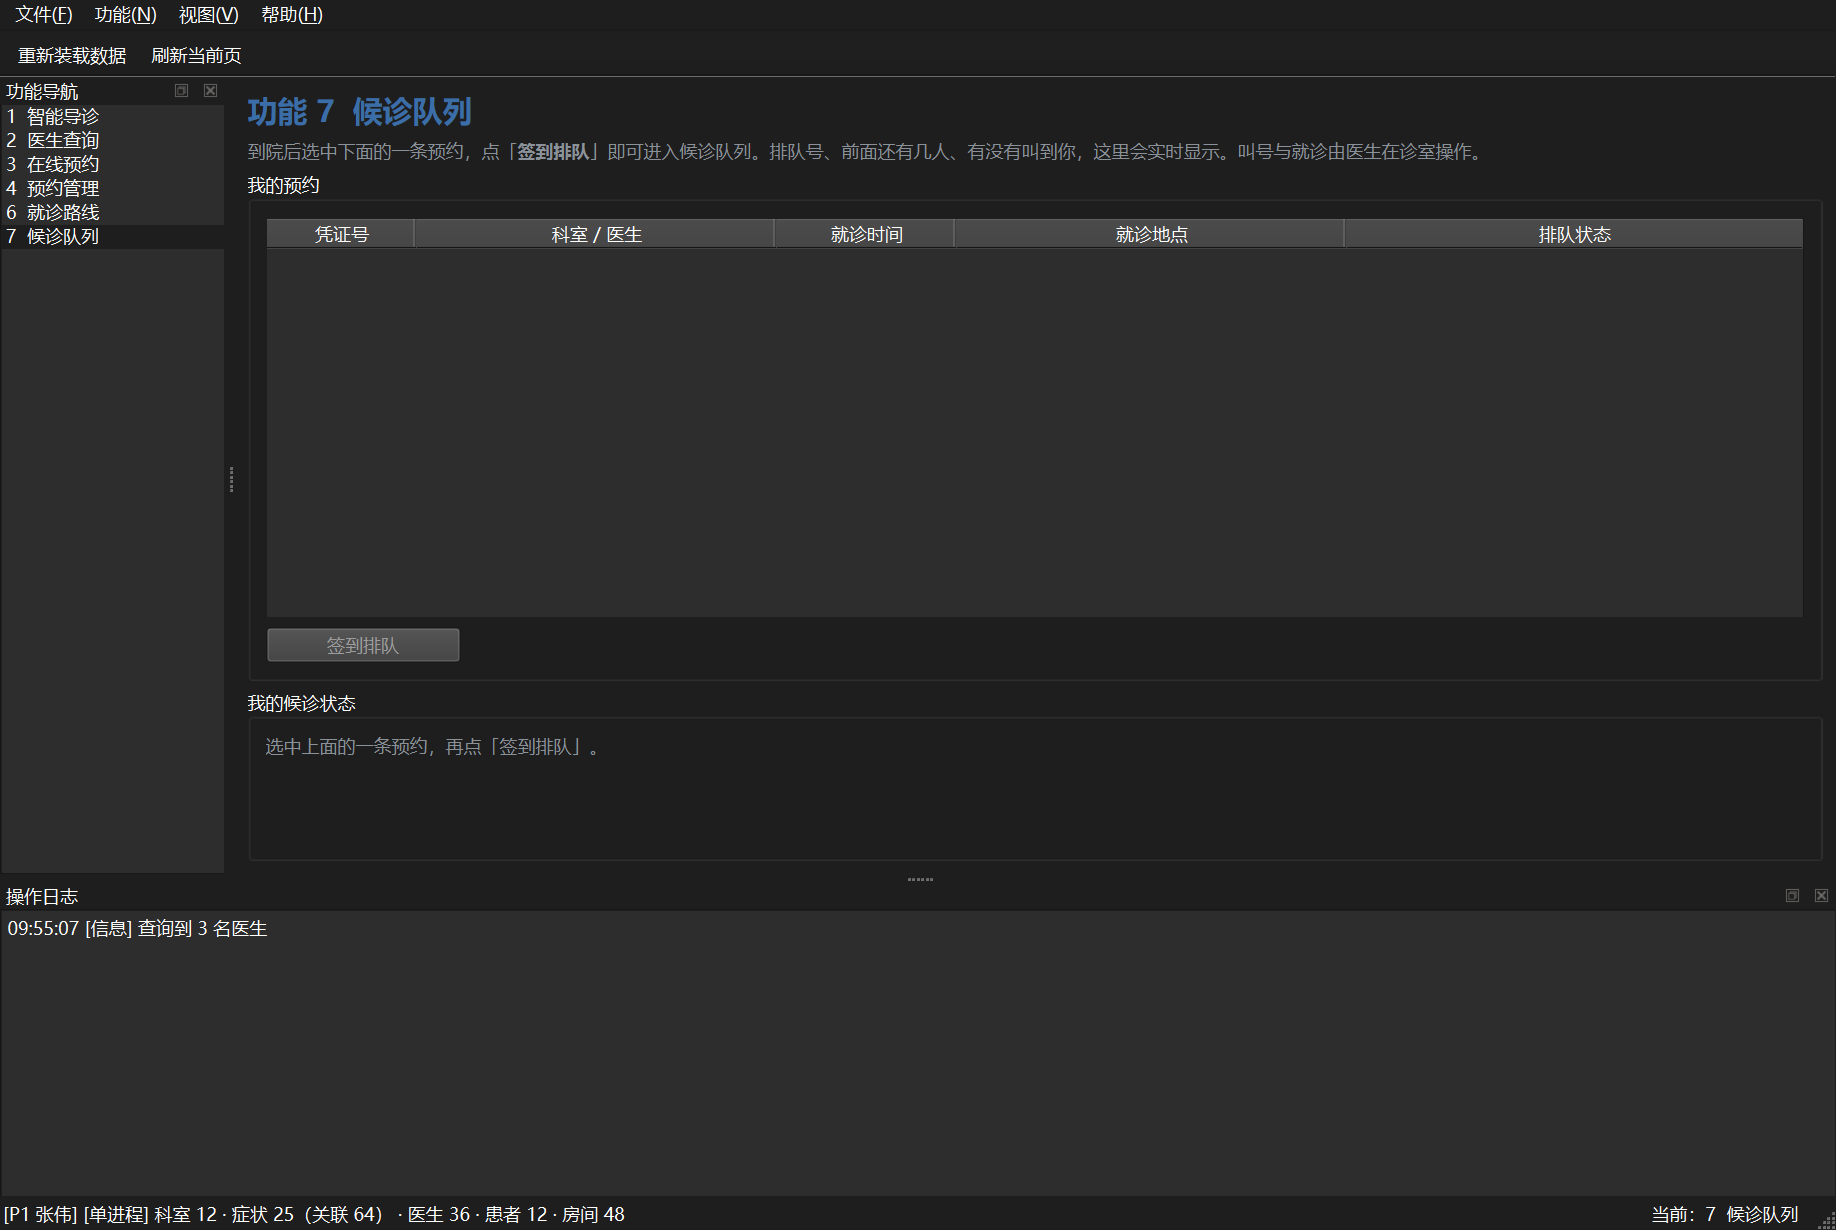 文件(F) 功能(N) 视图(V) 帮助(H)
重新装载数据 刷新当前页
功能导航
1 智能导诊
2 医生查询
3 在线预约
4 预约管理
6 就诊路线
7 候诊队列
功能 7 候诊队列
到院后选中下面的一条预约，点「签到排队」即可进入候诊队列。排队号、前面还有几人、有没有叫到你，这里会实时显示。叫号与就诊由医生在诊室操作。
我的预约
凭证号 科室 / 医生 就诊时间 就诊地点 排队状态
签到排队
我的候诊状态
选中上面的一条预约，再点「签到排队」。
操作日志
09:55:07 [信息] 查询到 3 名医生
[P1 张伟] [单进程] 科室 12 · 症状 25（关联 64） · 医生 36 · 患者 12 · 房间 48 当前：7 候诊队列